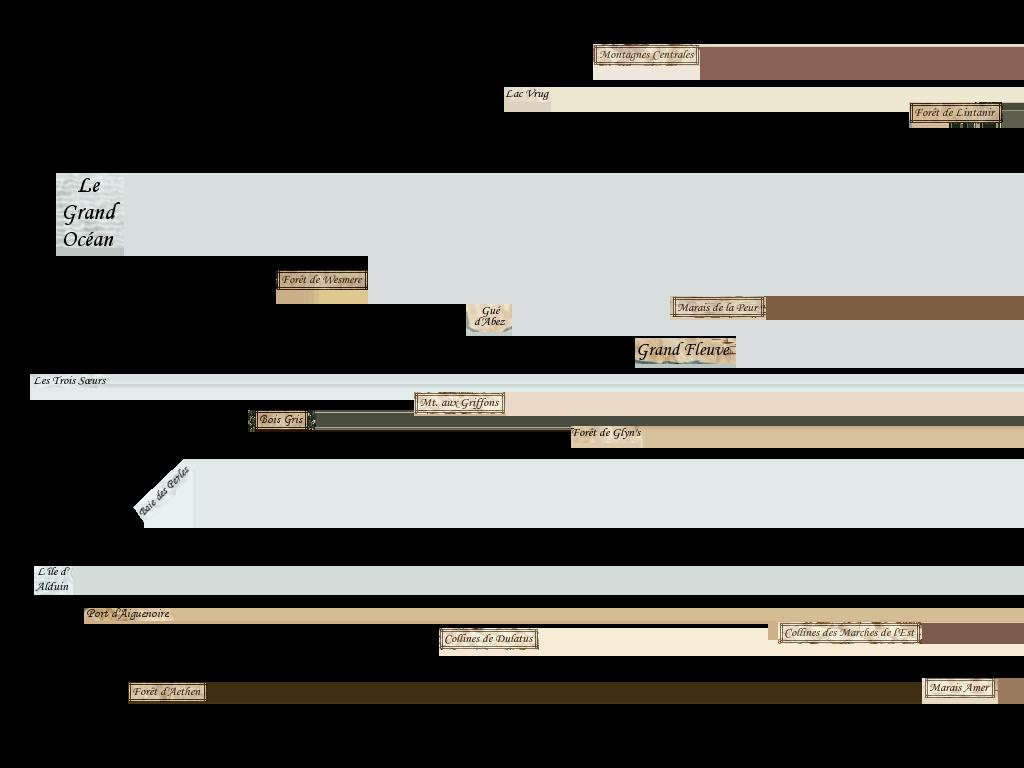 Montagnes Centrales
Lac Vrug
Forêt de Lintanir
Le
Grand
Océan
Forêt de Wesmere
Gué
d'Abez
Marais de la Peur
Grand Fleuve
Les Trois Sœurs
Mt. aux Griffons
Bois Gris
Forêt de Glyn's
Baie des Perles
L'île d'
Alduin
Port d'Aiguenoire
Collines de Dulatus
Collines des Marches de l'Est
Forêt d'Aethen
Marais Amer